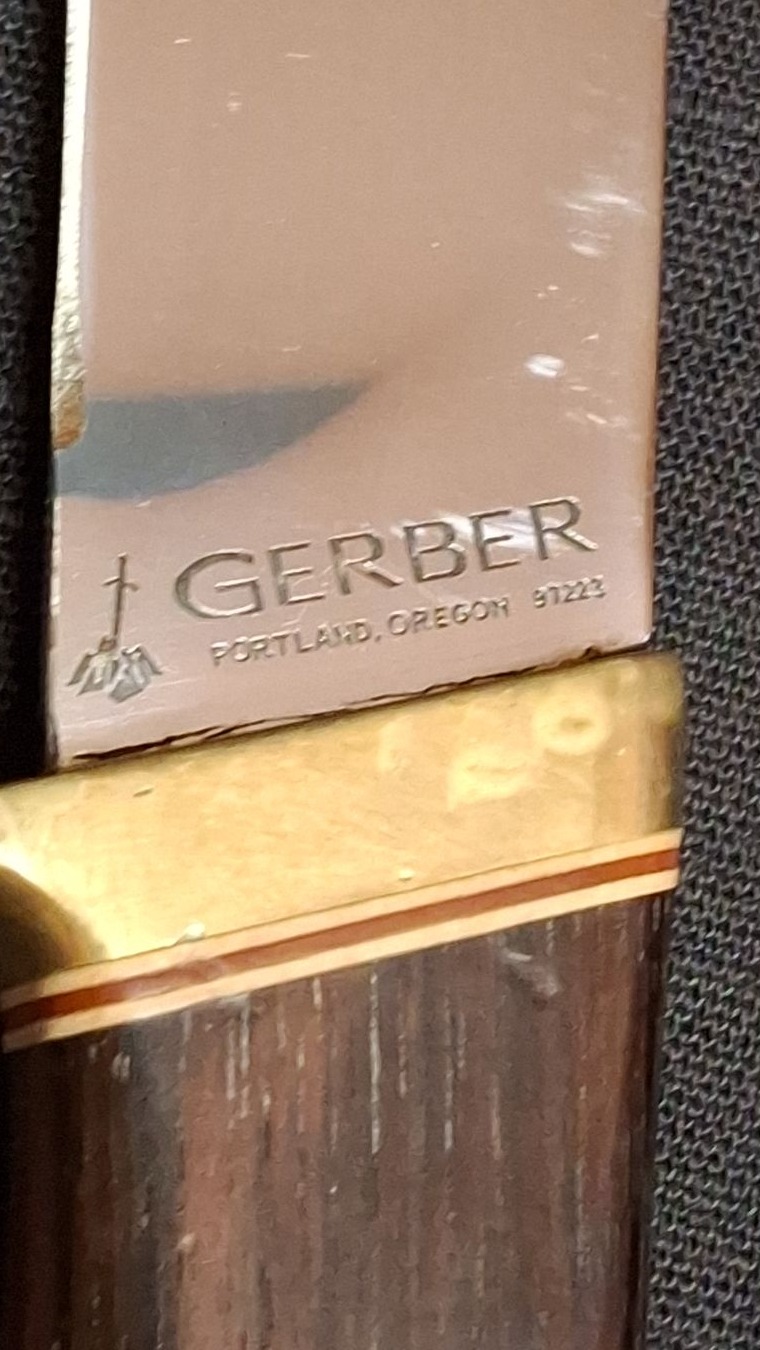 GERBER
PORTLAND, OREGON 97223